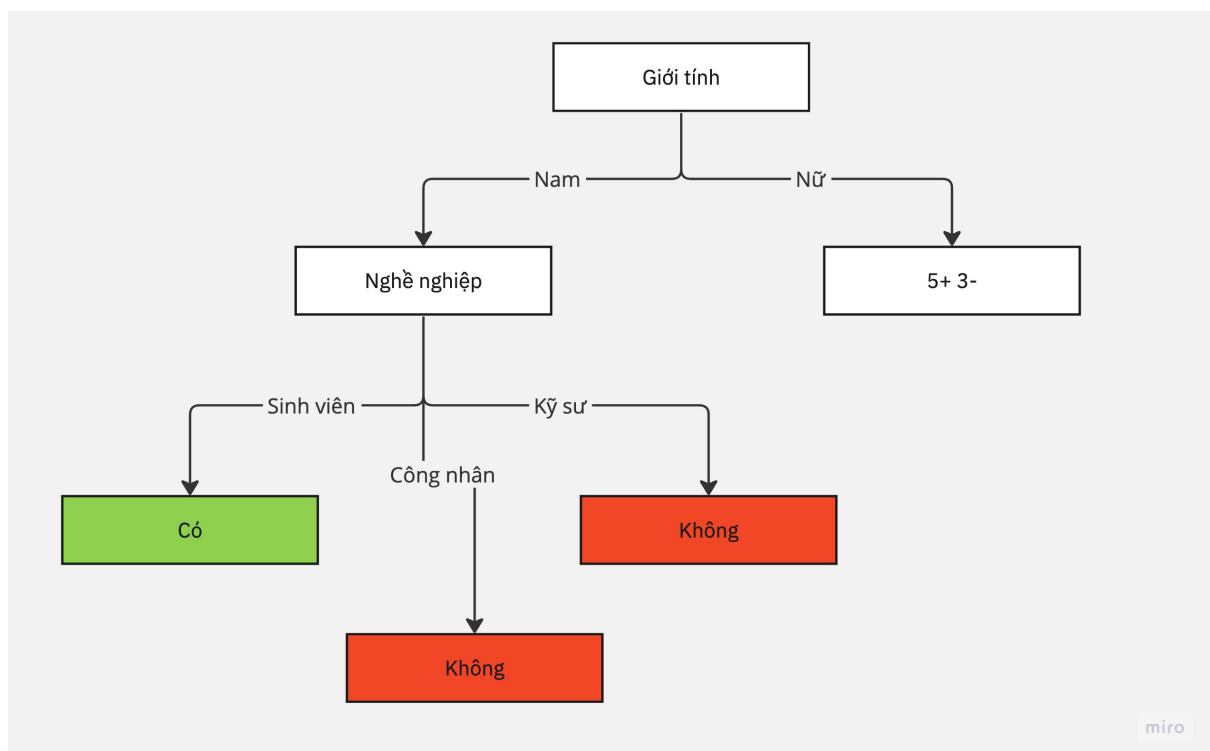 Giới tính
Nam
Nữ
Nghề nghiệp
5+ 3-
Sinh viên
Kỹ sư
Công nhân
Có
Không
Không
miro